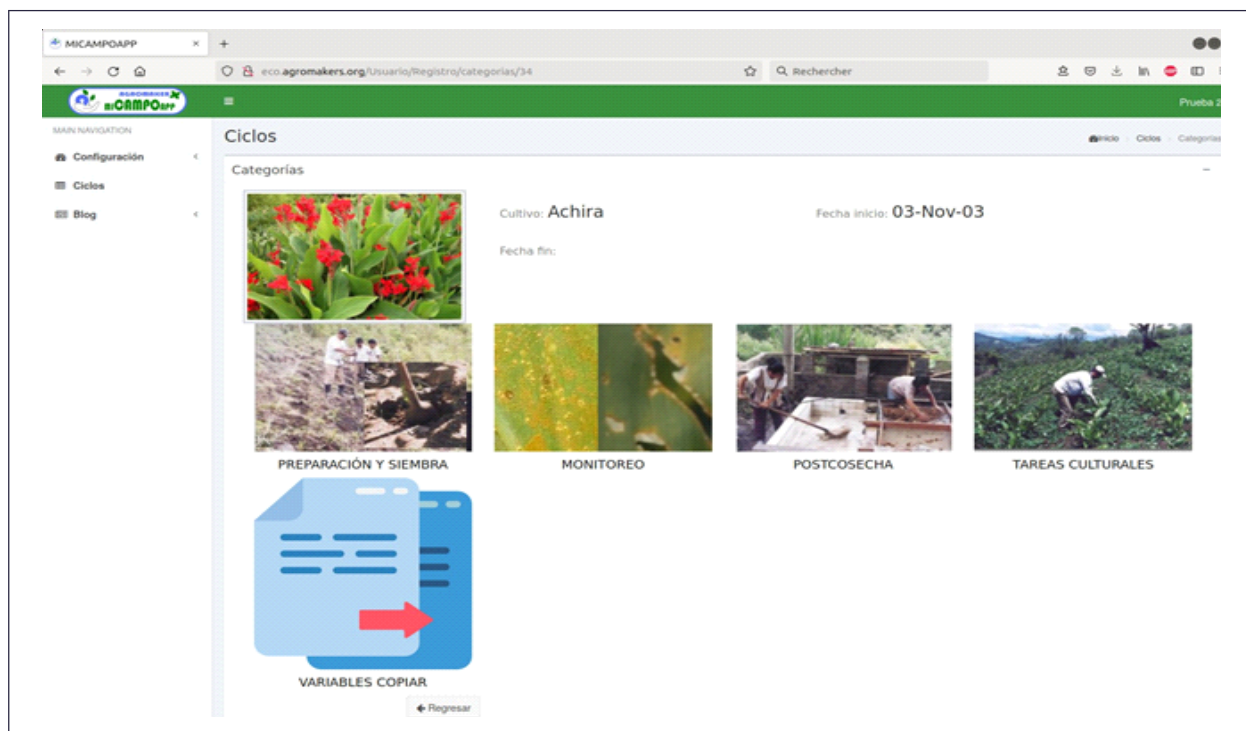 MICAMPOAPP × +
eco.agromakers.org/Usuario/Registro/categorias/34
Rechercher
AGROMAKER
miCAMPOAPP
Prueba 2
MAIN NAVIGATION
Configuración
Ciclos
Blog
Ciclos
Inicio > Ciclos > Categorias
Categorías
Cultivo: Achira
Fecha inicio: 03-Nov-03
Fecha fin:
PREPARACIÓN Y SIEMBRA
MONITOREO
POSTCOSECHA
TAREAS CULTURALES
VARIABLES COPIAR
Regresar